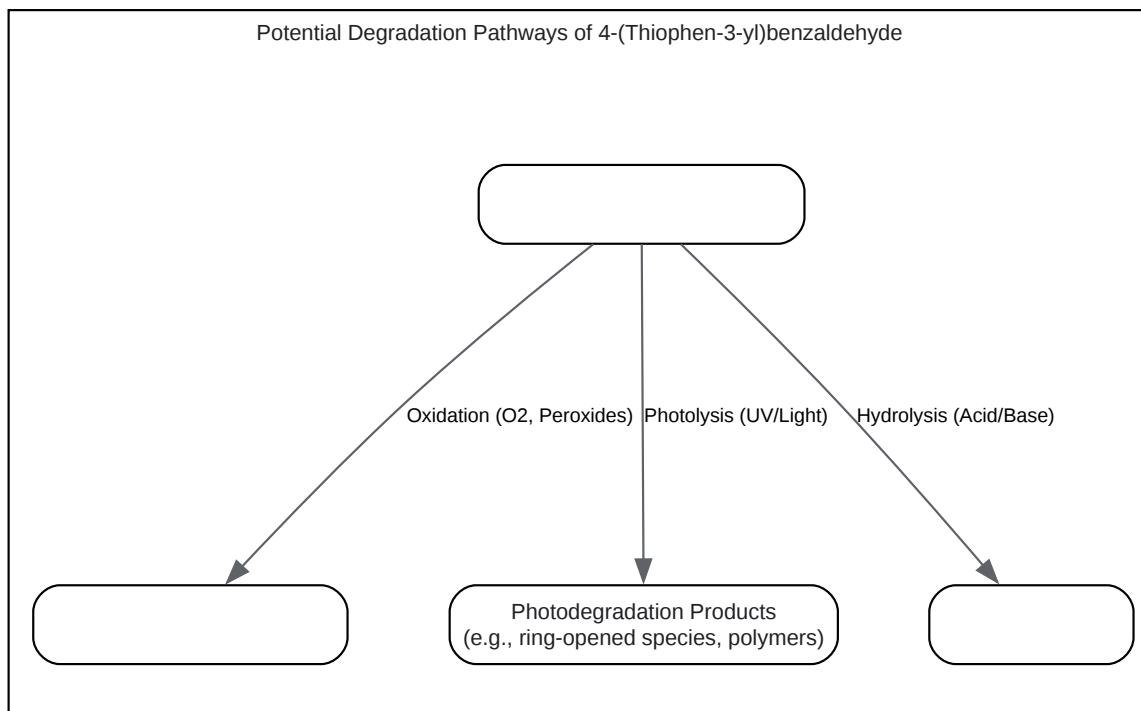 Potential Degradation Pathways of 4-(Thiophen-3-yl)benzaldehyde
Oxidation (O2, Peroxides)
Photolysis (UV/Light)
Hydrolysis (Acid/Base)
Photodegradation Products
(e.g., ring-opened species, polymers)